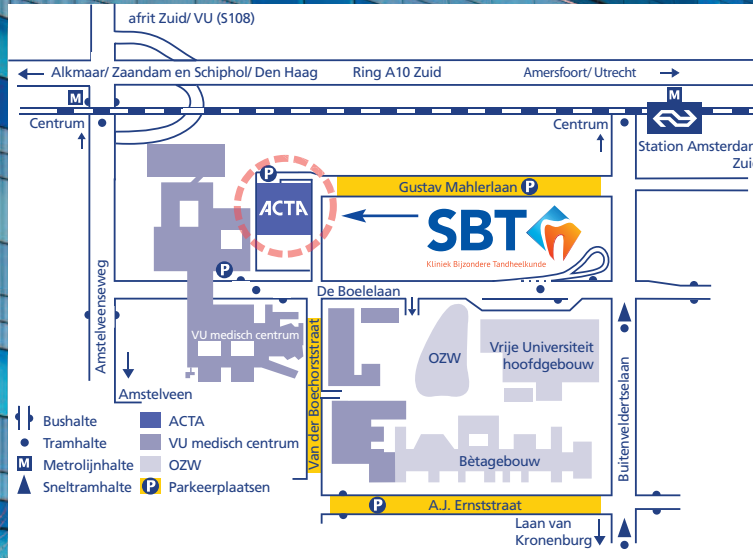 afrit Zuid/ VU (S108)
Alkmaar/ Zaandam en Schiphol/ Den Haag
Ring A10 Zuid
Amersfoort/ Utrecht
M
M
Centrum
Centrum
Station Amsterdam
Zuid
P
Gustav Mahlerlaan P
ACTA
SBT
Kliniek Bijzondere Tandheelkunde
P
De Boelelaan
Amstelveenseweg
VU medisch centrum
Van der Boechorststraat
OZW
Vrije Universiteit
hoofdgebouw
Buitenveldertselaan
Amstelveen
Bètagebouw
Bushalte
Tramhalte
M Metrolijnhalte
Sneltramhalte
ACTA
VU medisch centrum
OZW
P Parkeerplaatsen
P A.J. Ernststraat
Laan van
Kronenburg